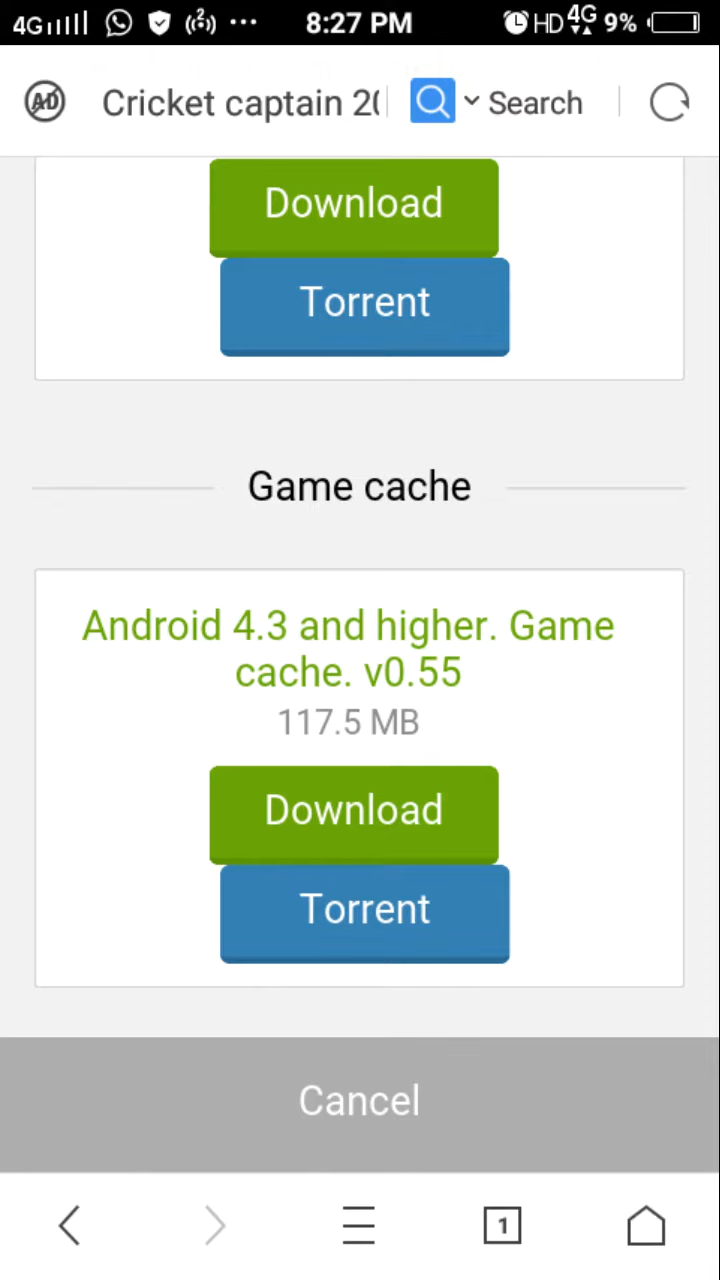 4G 8:27 PM HD 4G 9%
AD Cricket captain 20 Search
Download
Torrent
Game cache
Android 4.3 and higher. Game
cache. v0.55
117.5 MB
Download
Torrent
Cancel
1